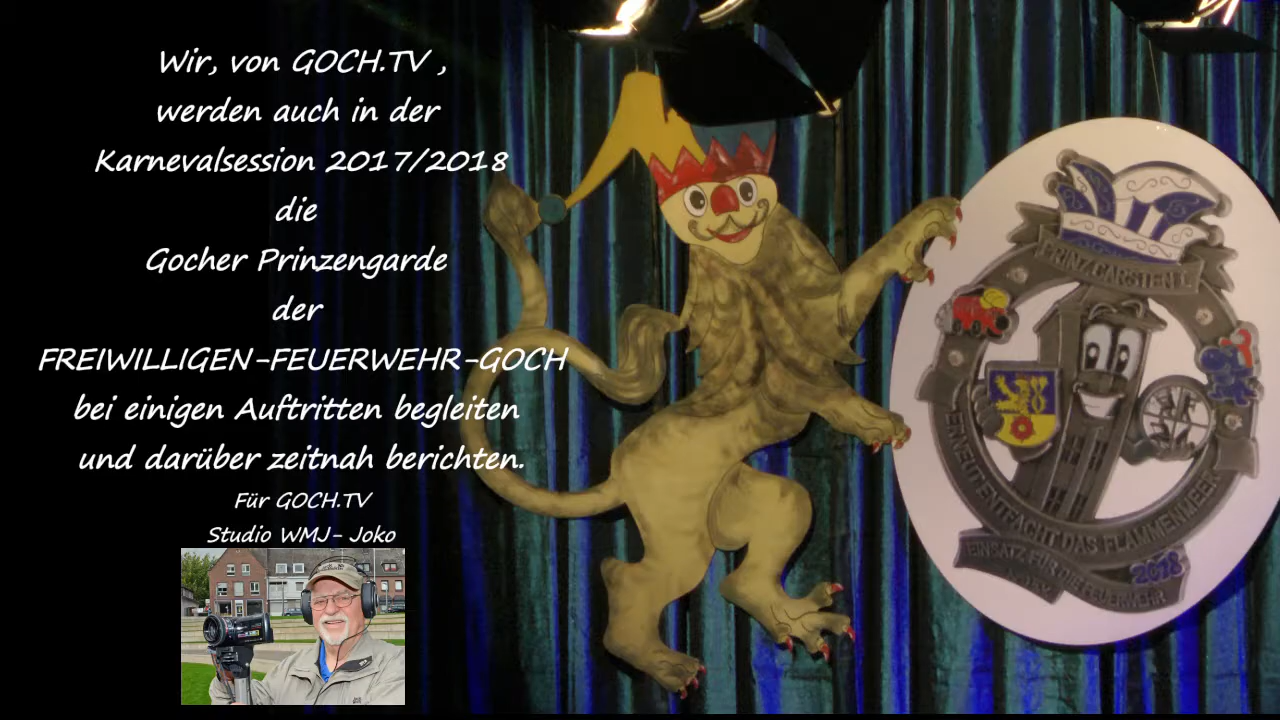 Wir, von GOCH.TV ,
werden auch in der
Karnevalsession 2017/2018
die
Gocher Prinzengarde
der
FREIWILLIGEN-FEUERWEHR-GOCH
bei einigen Auftritten begleiten
und darüber zeitnah berichten.
Für GOCH.TV
Studio WMJ- Joko
PRINZ CARSTEN I.
ERNEUT ENTFACHT DAS FLAMMENMEER
EINSATZ FÜR DIE
FEUERWEHR
2018